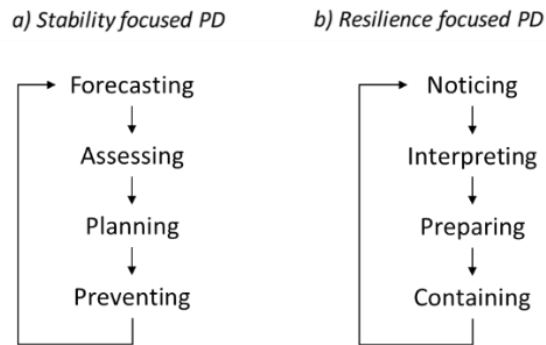 a) Stability focused PD
Forecasting
Assessing
Planning
Preventing
b) Resilience focused PD
Noticing
Interpreting
Preparing
Containing